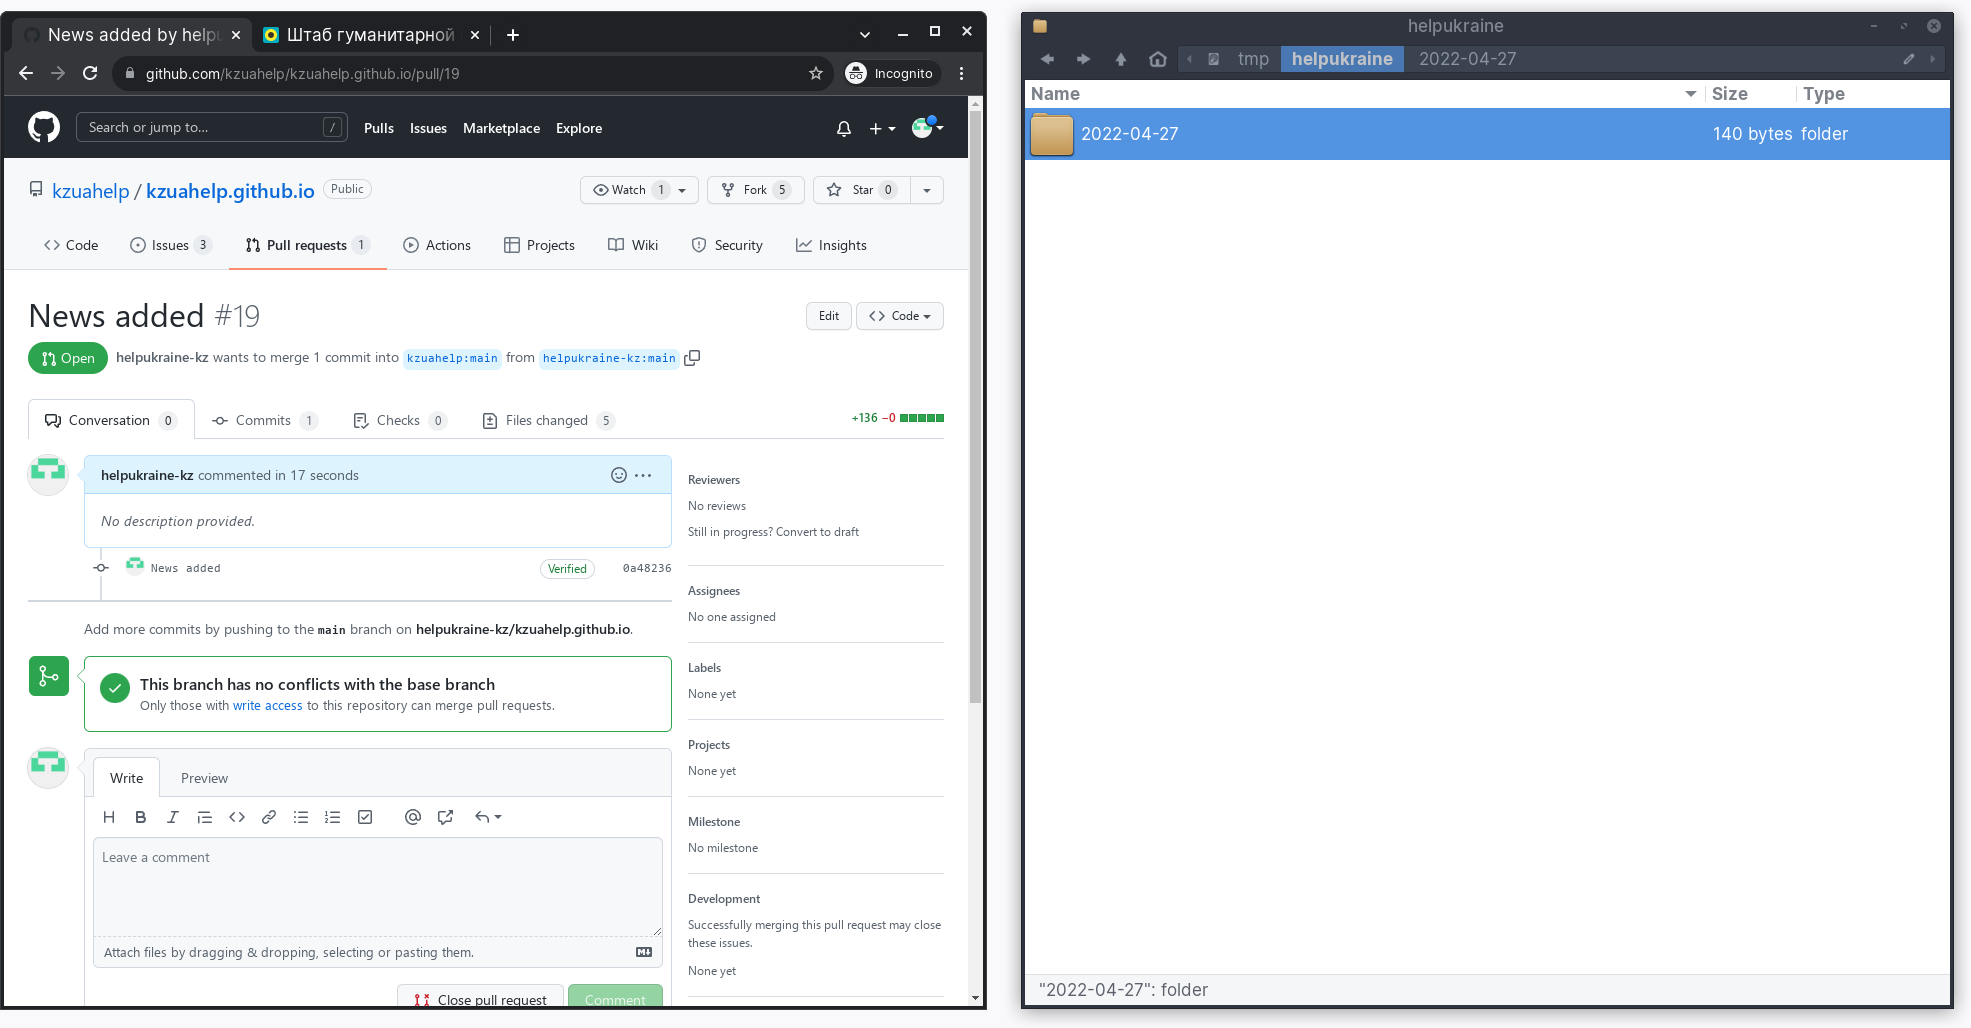 News added by help
Штаб гуманитарной
github.com/kzuahelp/kzuahelp.github.io/pull/19
Incognito
Search or jump to...
/
Pulls
Issues
Marketplace
Explore
kzuahelp / kzuahelp.github.io
Public
Watch 1
Fork 5
Star 0
Code
Issues 3
Pull requests 1
Actions
Projects
Wiki
Security
Insights
News added #19
Edit
Code
Open
helpukraine-kz wants to merge 1 commit into kzuahelp:main from helpukraine-kz:main
Conversation 0
Commits 1
Checks 0
Files changed 5
+136 −0
helpukraine-kz commented in 17 seconds
No description provided.
News added
Verified
0a48236
Add more commits by pushing to the main branch on helpukraine-kz/kzuahelp.github.io.
This branch has no conflicts with the base branch
Only those with write access to this repository can merge pull requests.
Write
Preview
Leave a comment
Attach files by dragging & dropping, selecting or pasting them.
Close pull request
Comment
Reviewers
No reviews
Still in progress? Convert to draft
Assignees
No one assigned
Labels
None yet
Projects
None yet
Milestone
No milestone
Development
Successfully merging this pull request may close
these issues.
None yet
helpukraine
tmp
helpukraine
2022-04-27
Name
Size
Type
2022-04-27
140 bytes
folder
"2022-04-27": folder